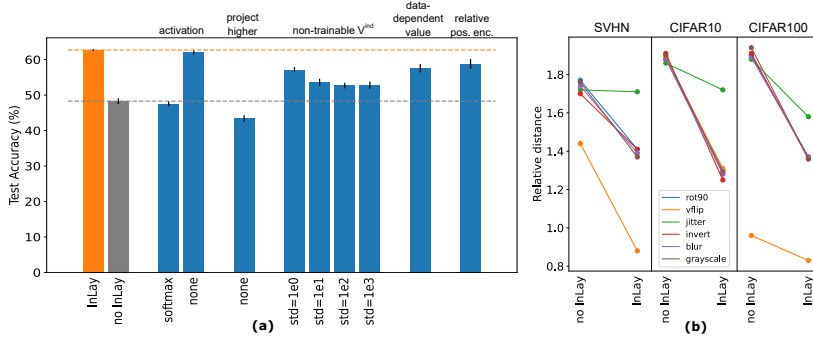 activation
project
higher
non-trainable V^ind
data-
dependent
value
relative
pos. enc.
Test Accuracy (%)
60
50
40
30
20
10
0
InLay
no InLay
softmax
none
none
std=1e0
std=1e1
std=1e2
std=1e3
(a)
SVHN
CIFAR10
CIFAR100
Relative distance
1.8
1.6
1.4
1.2
1.0
0.8
rot90
vflip
jitter
invert
blur
grayscale
no InLay
InLay
no InLay
InLay
no InLay
InLay
(b)